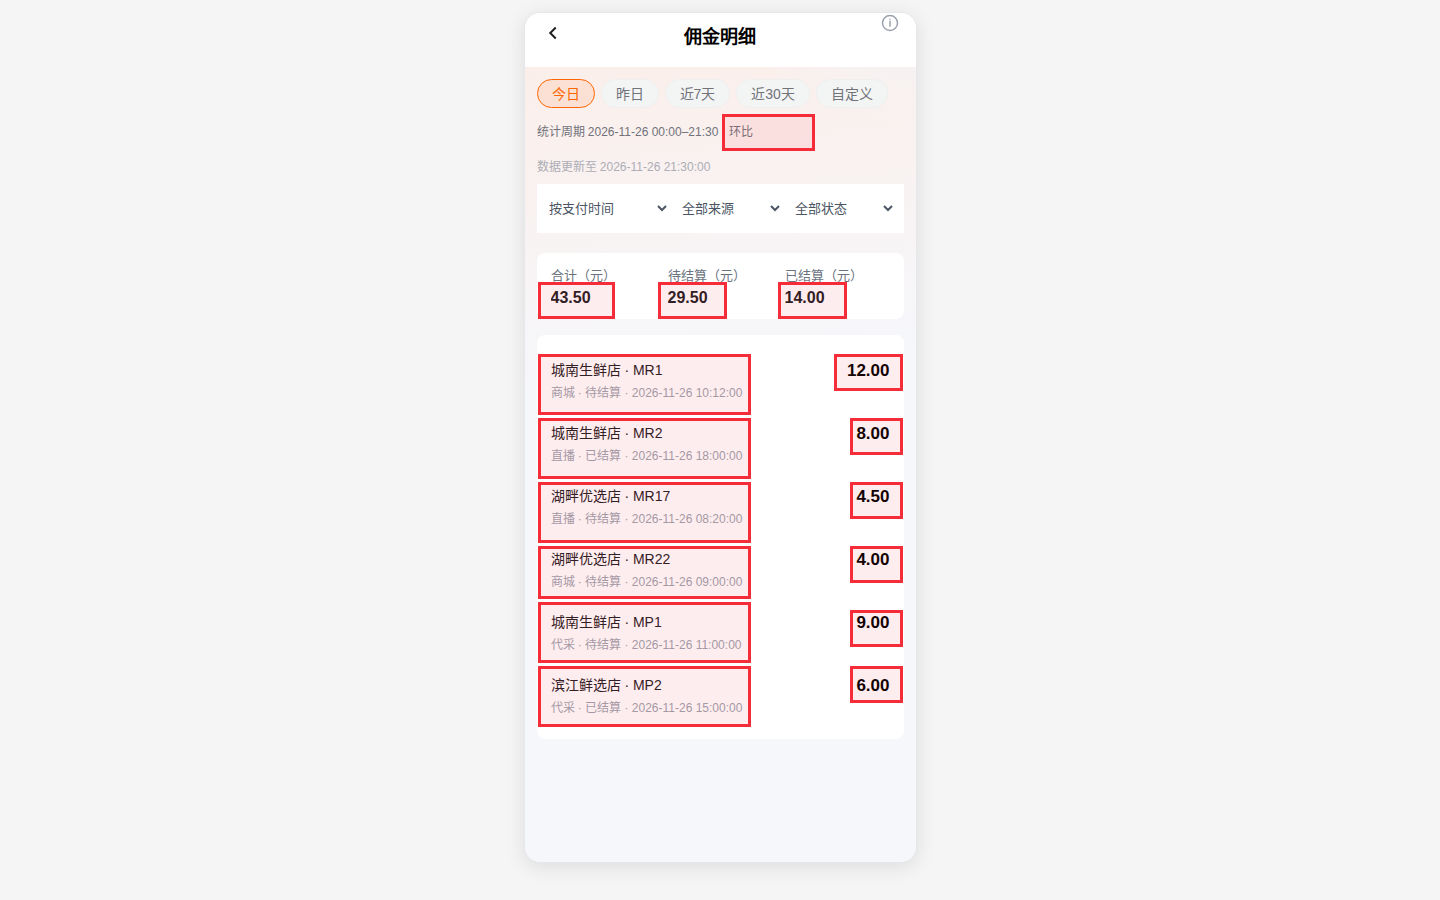 佣金明细
今日 昨日 近7天 近30天 自定义
统计周期 2026-11-26 00:00–21:30 环比
数据更新至 2026-11-26 21:30:00
按支付时间 全部来源 全部状态
合计（元） 待结算（元） 已结算（元）
43.50 29.50 14.00
城南生鲜店 · MR1 12.00
商城 · 待结算 · 2026-11-26 10:12:00
城南生鲜店 · MR2 8.00
直播 · 已结算 · 2026-11-26 18:00:00
湖畔优选店 · MR17 4.50
直播 · 待结算 · 2026-11-26 08:20:00
湖畔优选店 · MR22 4.00
商城 · 待结算 · 2026-11-26 09:00:00
城南生鲜店 · MP1 9.00
代采 · 待结算 · 2026-11-26 11:00:00
滨江鲜选店 · MP2 6.00
代采 · 已结算 · 2026-11-26 15:00:00